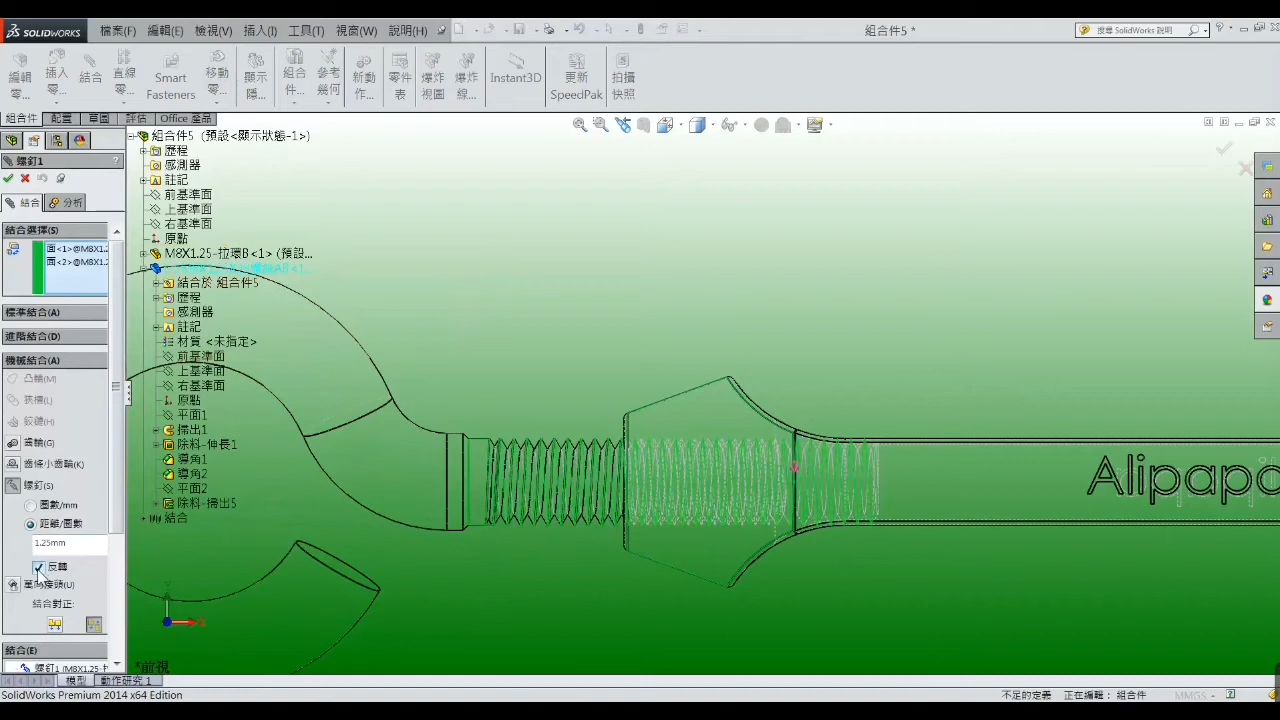 SOLIDWORKS
檔案(F) 編輯(E) 檢視(V) 插入(I) 工具(T) 視窗(W) 說明(H)
組合件5 *
搜尋 SolidWorks 說明
編輯零...
插入零...
結合
直線零...
Smart Fasteners
移動零...
顯示隱...
組合件...
參考幾何
新動作...
零件表
爆炸視圖
爆炸線...
Instant3D
更新 SpeedPak
拍攝快照
組合件 配置 草圖 評估 Office 產品
螺釘1
?
結合 分析
結合選擇(S)
面<1>@M8X1.2
面<2>@M8X1.2
標準結合(A)
進階結合(D)
機械結合(A)
凸輪(M)
狹槽(L)
鉸鏈(H)
齒輪(G)
齒條小齒輪(K)
螺釘(S)
圈數/mm
距離/圈數
1.25mm
反轉
萬向接頭(U)
結合對正:
結合(E)
組合件5 (預設<顯示狀態-1>)
歷程
感測器
註記
前基準面
上基準面
右基準面
原點
M8X1.25-拉環B<1> (預設...
結合於 組合件5
歷程
感測器
註記
材質 <未指定>
前基準面
上基準面
右基準面
原點
平面1
掃出1
除料-伸長1
導角1
導角2
平面2
除料-掃出5
結合
Alipapa
*前視
模型 動作研究 1
SolidWorks Premium 2014 x64 Edition
不足的定義 正在編輯： 組合件
MMGS